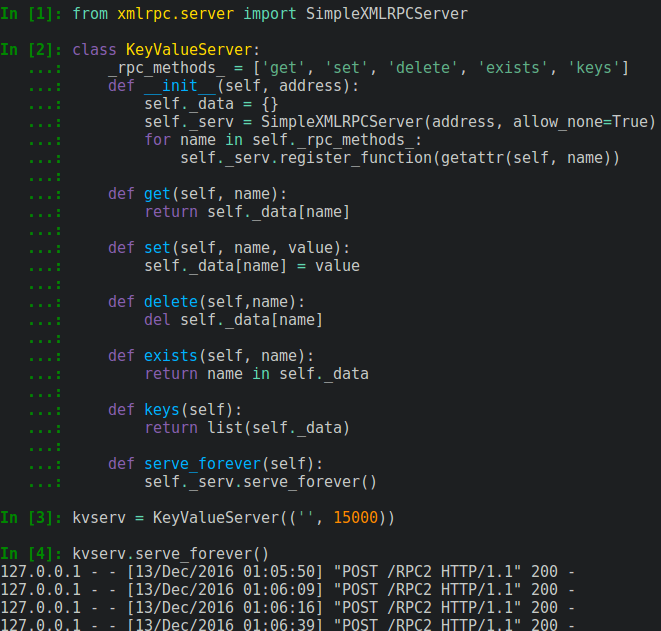 In [1]: from xmlrpc.server import SimpleXMLRPCServer
In [2]: class KeyValueServer:
...:     _rpc_methods_ = ['get', 'set', 'delete', 'exists', 'keys']
...:     def __init__(self, address):
...:         self._data = {}
...:         self._serv = SimpleXMLRPCServer(address, allow_none=True)
...:         for name in self._rpc_methods_:
...:             self._serv.register_function(getattr(self, name))
...:
...:     def get(self, name):
...:         return self._data[name]
...:
...:     def set(self, name, value):
...:         self._data[name] = value
...:
...:     def delete(self,name):
...:         del self._data[name]
...:
...:     def exists(self, name):
...:         return name in self._data
...:
...:     def keys(self):
...:         return list(self._data)
...:
...:     def serve_forever(self):
...:         self._serv.serve_forever()
In [3]: kvserv = KeyValueServer(('', 15000))
In [4]: kvserv.serve_forever()
127.0.0.1 - - [13/Dec/2016 01:05:50] "POST /RPC2 HTTP/1.1" 200 -
127.0.0.1 - - [13/Dec/2016 01:06:09] "POST /RPC2 HTTP/1.1" 200 -
127.0.0.1 - - [13/Dec/2016 01:06:16] "POST /RPC2 HTTP/1.1" 200 -
127.0.0.1 - - [13/Dec/2016 01:06:39] "POST /RPC2 HTTP/1.1" 200 -